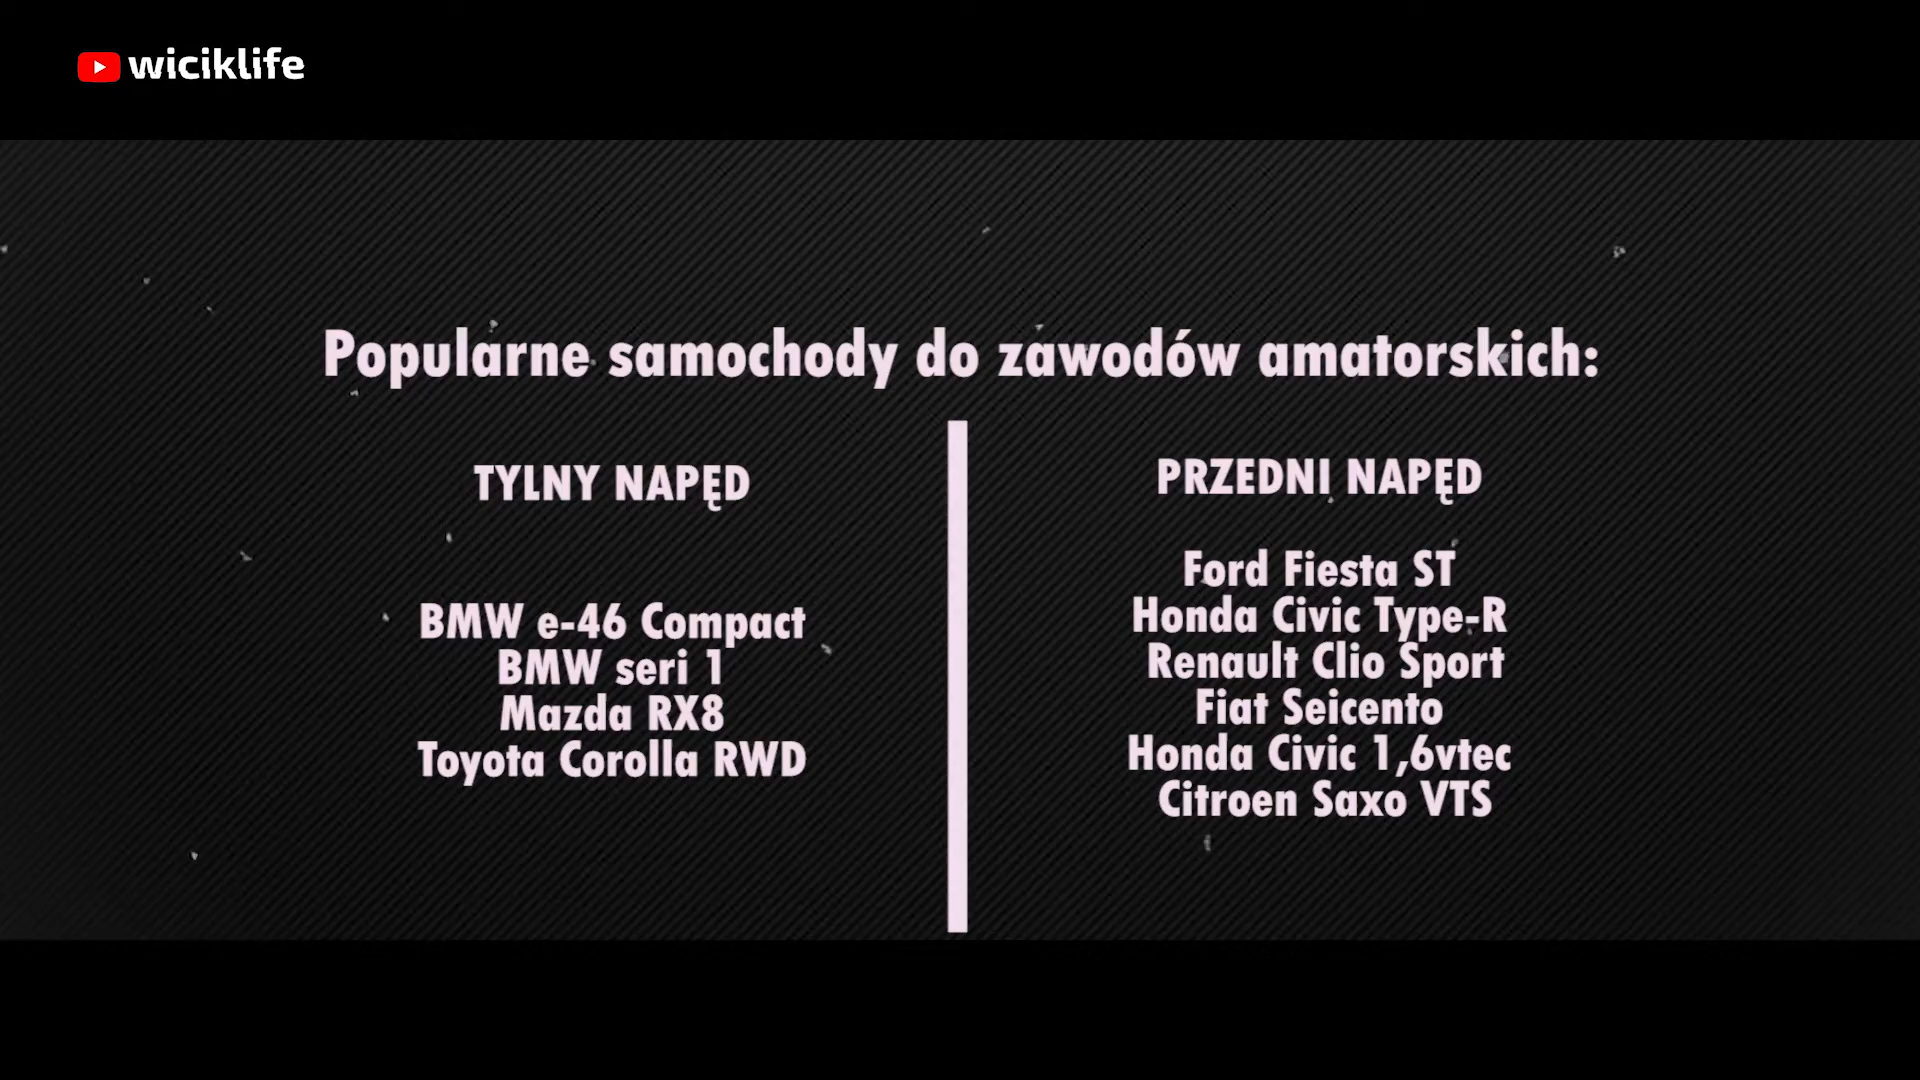 wiciklife
Popularne samochody do zawodów amatorskich:
TYLNY NAPĘD
BMW e-46 Compact
BMW seri 1
Mazda RX8
Toyota Corolla RWD
PRZEDNI NAPĘD
Ford Fiesta ST
Honda Civic Type-R
Renault Clio Sport
Fiat Seicento
Honda Civic 1,6vtec
Citroen Saxo VTS